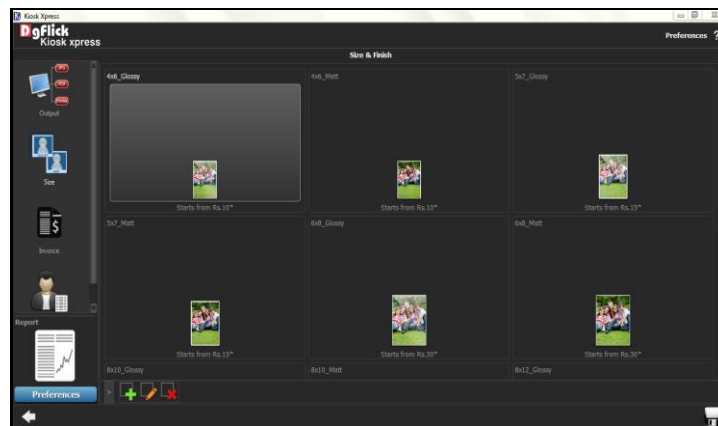 Kiosk Xpress
DgFlick
Kiosk xpress
Preferences ?
Size & Finish
4x6_Glossy
4x6_Matt
5x7_Glossy
Output
Size
Starts from Rs.10*
Starts from Rs.10*
Starts from Rs.15*
5x7_Matt
6x8_Glossy
6x8_Matt
Invoice
Report
Starts from Rs.15*
Starts from Rs.30*
Starts from Rs.30*
8x10_Glossy
8x10_Matt
8x12_Glossy
Preferences